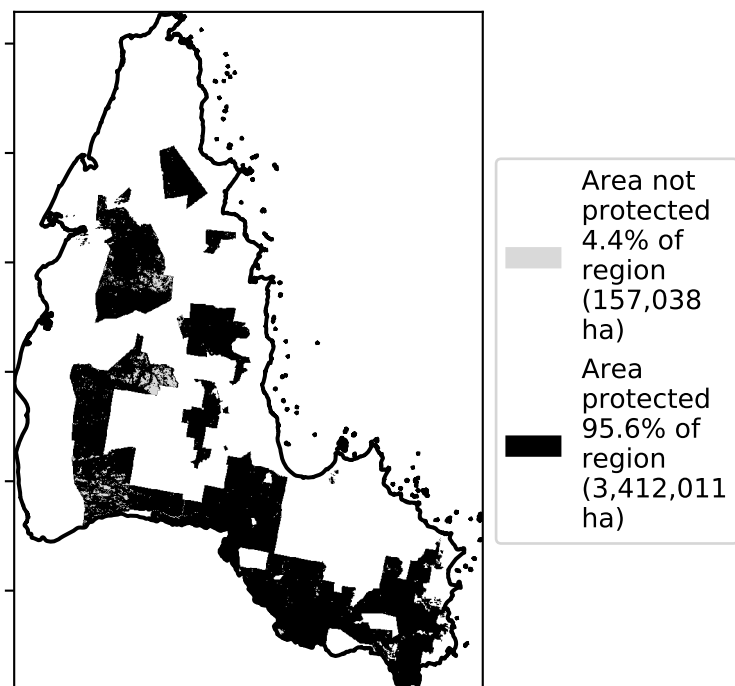 Area not
protected
4.4% of
region
(157,038
ha)
Area
protected
95.6% of
region
(3,412,011
ha)